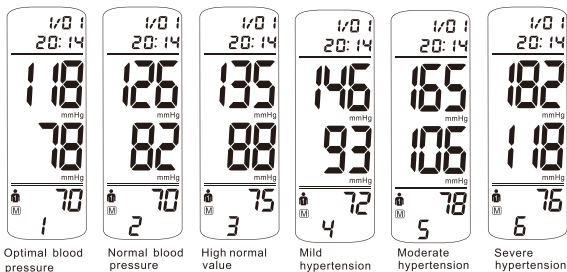 1/01
20:14
118
mmHg
78
mmHg
70
M
1
Optimal blood
pressure
1/01
20:14
126
mmHg
82
mmHg
70
M
2
Normal blood
pressure
1/01
20:14
135
mmHg
88
mmHg
75
M
3
High normal
value
1/01
20:14
146
mmHg
93
mmHg
72
M
4
Mild
hypertension
1/01
20:14
165
mmHg
106
mmHg
78
M
5
Moderate
hypertension
1/01
20:14
182
mmHg
118
mmHg
76
M
6
Severe
hypertension